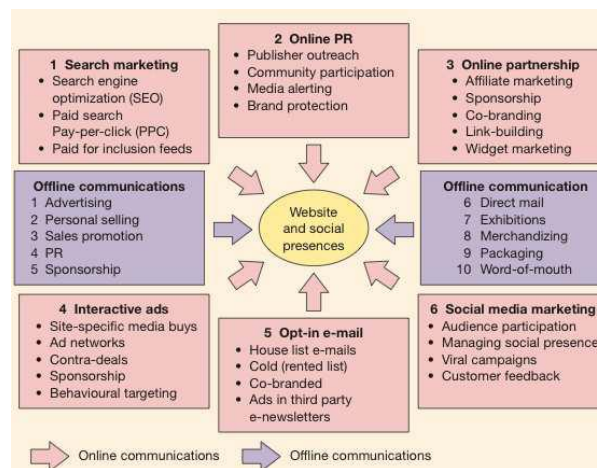 1 Search marketing
• Search engine
optimization (SEO)
• Paid search
Pay-per-click (PPC)
• Paid for inclusion feeds
2 Online PR
• Publisher outreach
• Community participation
• Media alerting
• Brand protection
3 Online partnership
• Affiliate marketing
• Sponsorship
• Co-branding
• Link-building
• Widget marketing
Offline communications
1 Advertising
2 Personal selling
3 Sales promotion
4 PR
5 Sponsorship
Website
and social
presences
Offline communication
6 Direct mail
7 Exhibitions
8 Merchandizing
9 Packaging
10 Word-of-mouth
4 Interactive ads
• Site-specific media buys
• Ad networks
• Contra-deals
• Sponsorship
• Behavioural targeting
5 Opt-in e-mail
• House list e-mails
• Cold (rented list)
• Co-branded
• Ads in third party
e-newsletters
6 Social media marketing
• Audience participation
• Managing social presence
• Viral campaigns
• Customer feedback
Online communications
Offline communications